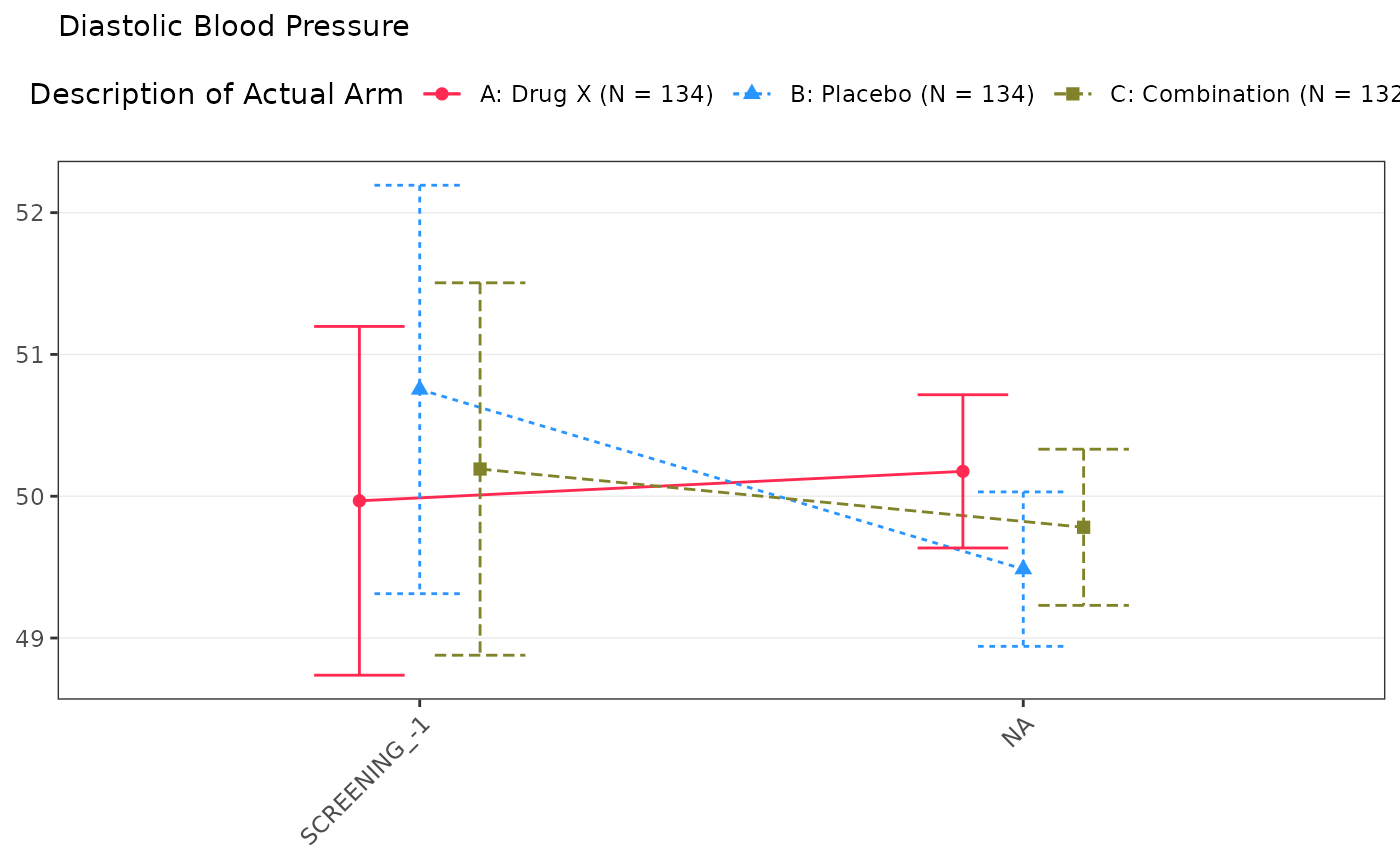 Diastolic Blood Pressure
Description of Actual Arm A: Drug X (N = 134) B: Placebo (N = 134) C: Combination (N = 132
52
51
50
49
SCREENING_-1 NA